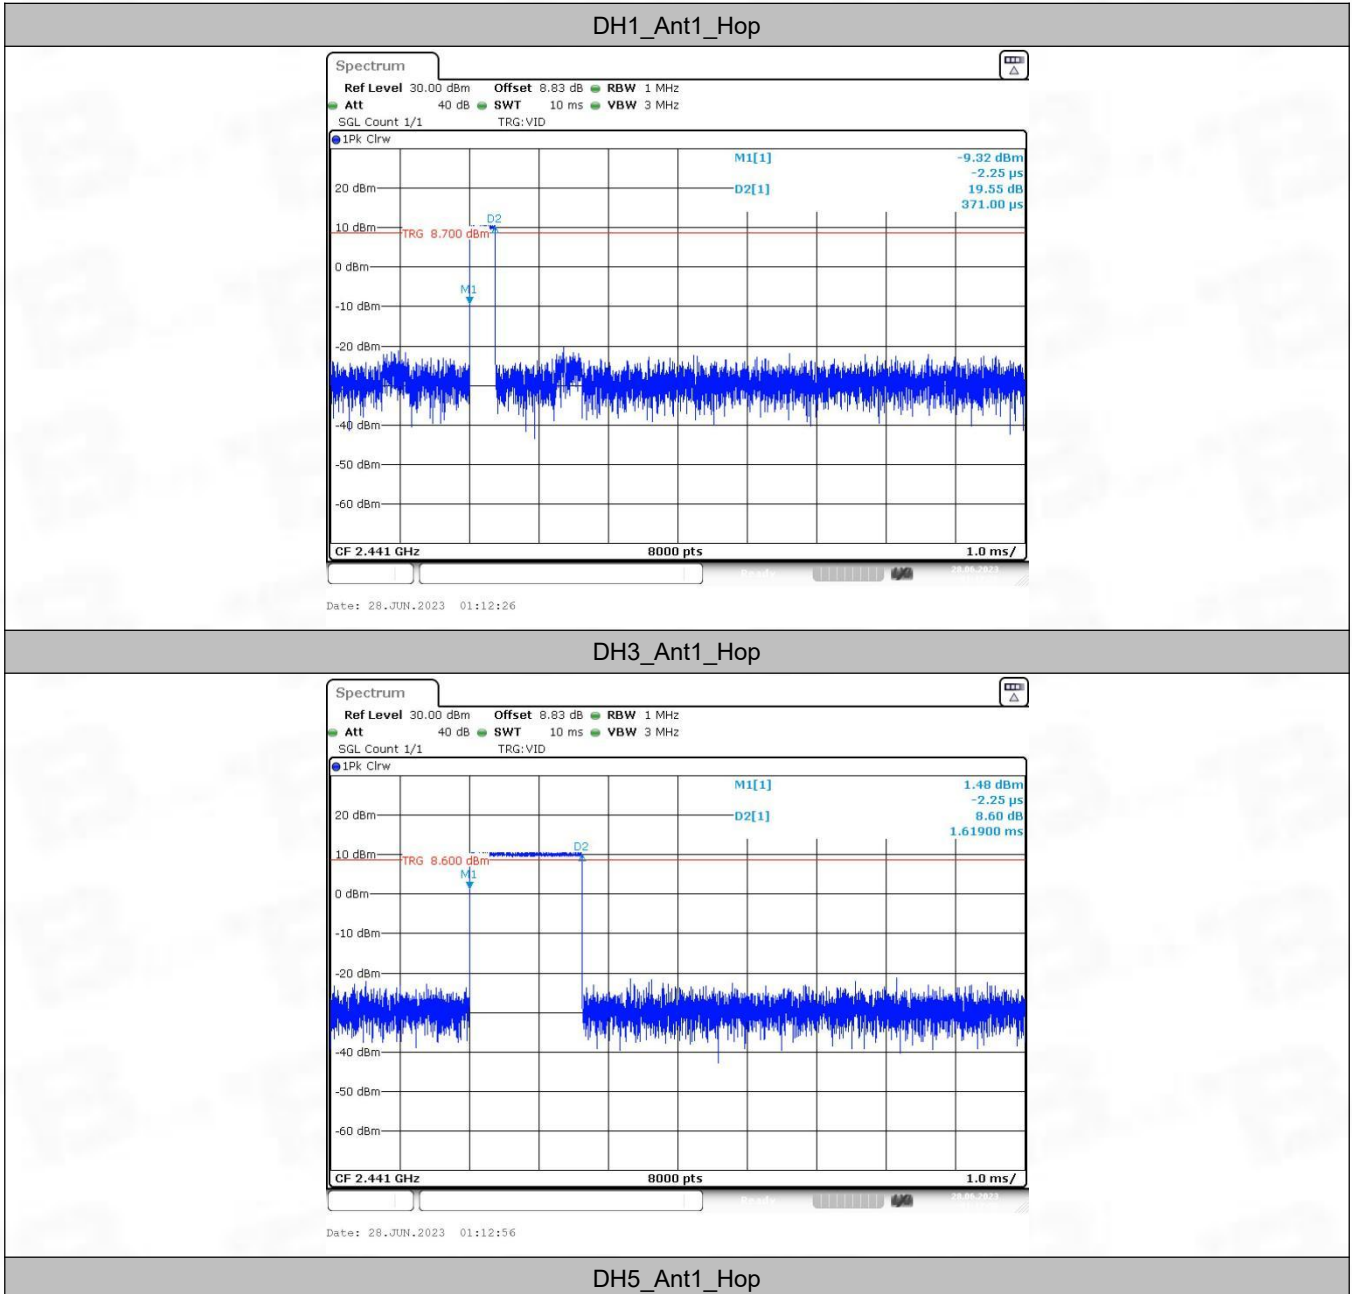 DH1_Ant1_Hop
Spectrum
Ref Level 30.00 dBm Offset 8.83 dB RBW 1 MHz
Att 40 dB SWT 10 ms VBW 3 MHz
SGL Count 1/1 TRG:VID
1Pk Clrw
M1[1] -9.32 dBm
-2.25 µs
20 dBm D2[1] 19.55 dB
371.00 µs
D2
10 dBm
TRG 8.700 dBm
0 dBm
M1
-10 dBm
-20 dBm
-40 dBm
-50 dBm
-60 dBm
CF 2.441 GHz 8000 pts 1.0 ms/
Ready 28.06.2023
Date: 28.JUN.2023 01:12:26
DH3_Ant1_Hop
Spectrum
Ref Level 30.00 dBm Offset 8.83 dB RBW 1 MHz
Att 40 dB SWT 10 ms VBW 3 MHz
SGL Count 1/1 TRG:VID
1Pk Clrw
M1[1] 1.48 dBm
-2.25 µs
20 dBm D2[1] 8.60 dB
1.61900 ms
D2
10 dBm
TRG 8.600 dBm
M1
0 dBm
-10 dBm
-20 dBm
-40 dBm
-50 dBm
-60 dBm
CF 2.441 GHz 8000 pts 1.0 ms/
Ready 28.06.2023
Date: 28.JUN.2023 01:12:56
DH5_Ant1_Hop